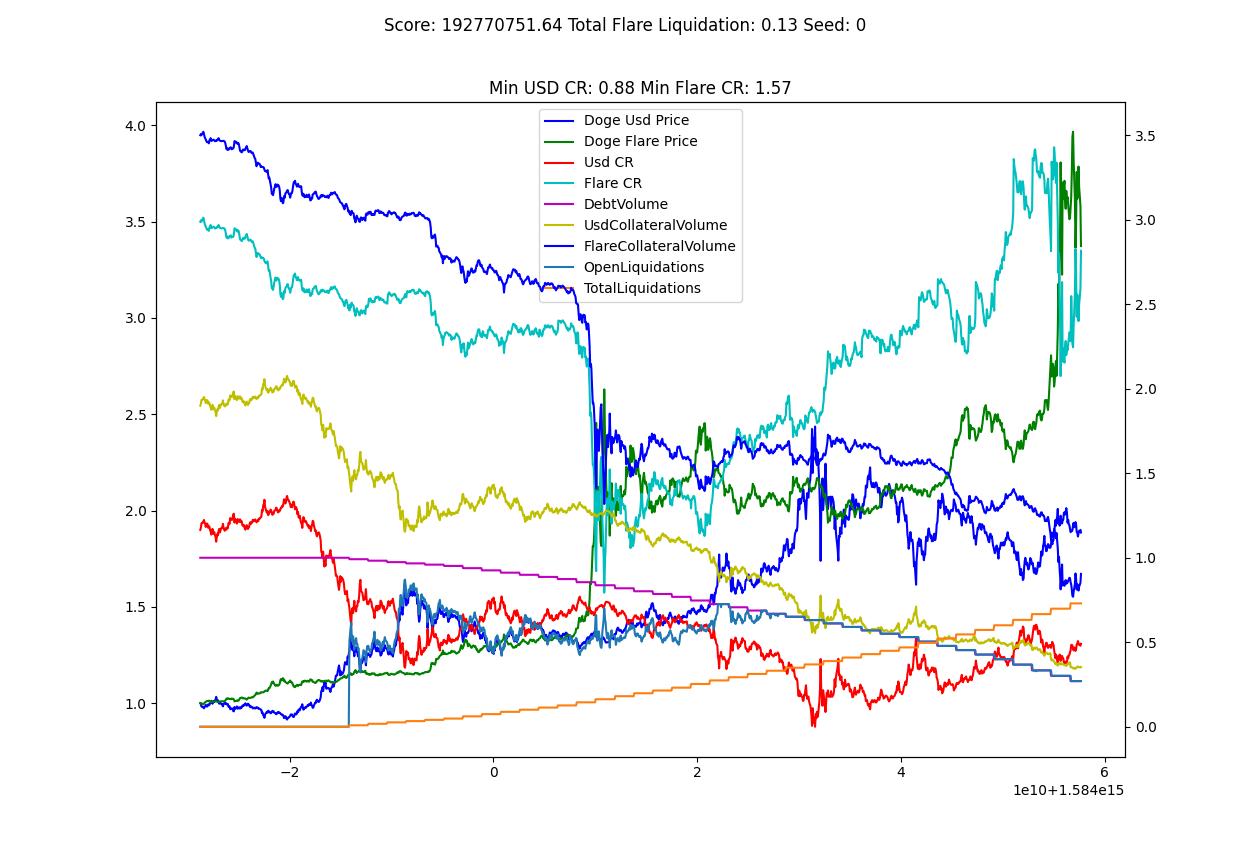 Score: 192770751.64 Total Flare Liquidation: 0.13 Seed: 0
Min USD CR: 0.88 Min Flare CR: 1.57
Doge Usd Price
Doge Flare Price
Usd CR
Flare CR
DebtVolume
UsdCollateralVolume
FlareCollateralVolume
OpenLiquidations
TotalLiquidations
4.0
3.5
3.0
2.5
2.0
1.5
1.0
3.5
3.0
2.5
2.0
1.5
1.0
0.5
0.0
−2
0
2
4
6
1e10+1.584e15